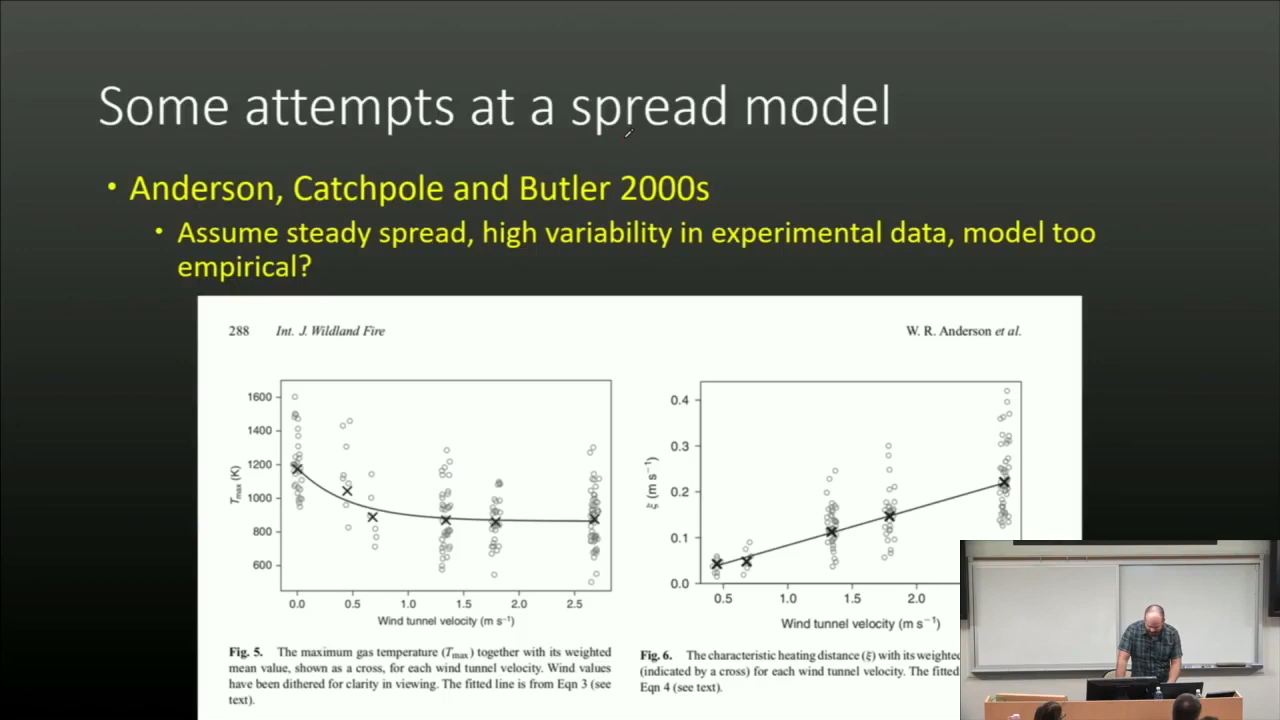 Some attempts at a spread model
• Anderson, Catchpole and Butler 2000s
• Assume steady spread, high variability in experimental data, model too
empirical?
288 Int. J. Wildland Fire
W. R. Anderson et al.
1600
1400
1200
1000
800
600
Tmax (K)
0.0 0.5 1.0 1.5 2.0 2.5
Wind tunnel velocity (m s⁻¹)
Fig. 5. The maximum gas temperature (Tmax) together with its weighted
mean value, shown as a cross, for each wind tunnel velocity. Wind values
have been dithered for clarity in viewing. The fitted line is from Eqn 3 (see
text).
0.4
0.3
0.2
0.1
0.0
ξ (m s⁻¹)
0.5 1.0 1.5 2.0
Wind tunnel velocity (m s⁻¹)
Fig. 6. The characteristic heating distance (ξ) with its weighted
(indicated by a cross) for each wind tunnel velocity. The fitted
Eqn 4 (see text).